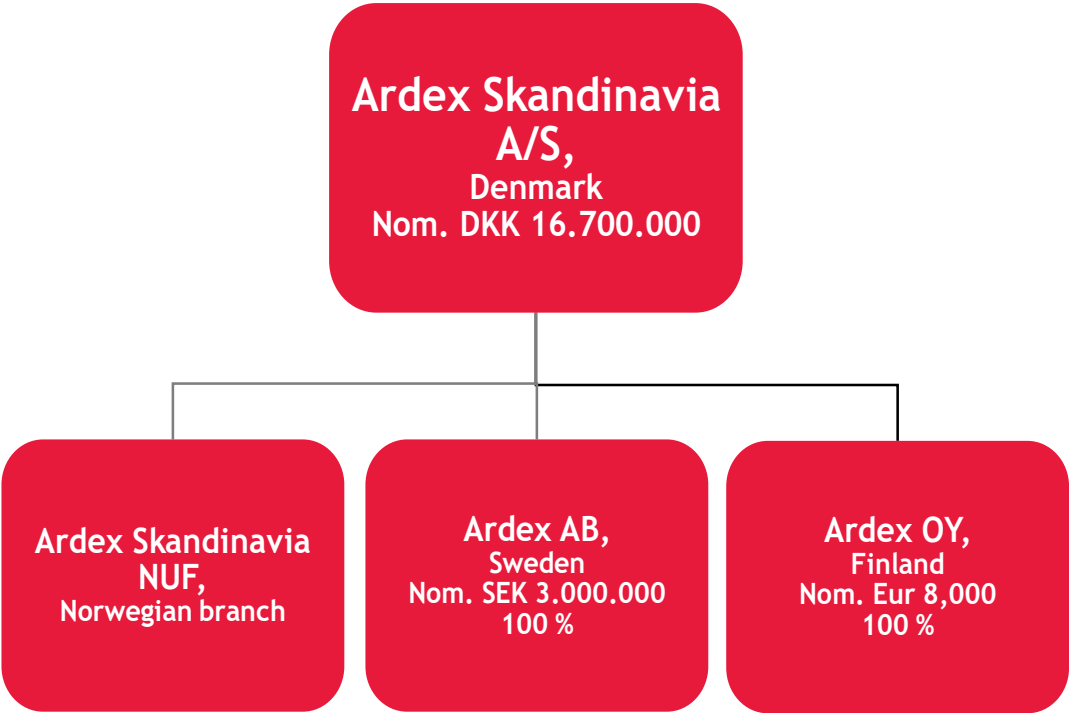 Ardex Skandinavia
A/S,
Denmark
Nom. DKK 16.700.000
Ardex Skandinavia
NUF,
Norwegian branch
Ardex AB,
Sweden
Nom. SEK 3.000.000
100 %
Ardex OY,
Finland
Nom. Eur 8,000
100 %